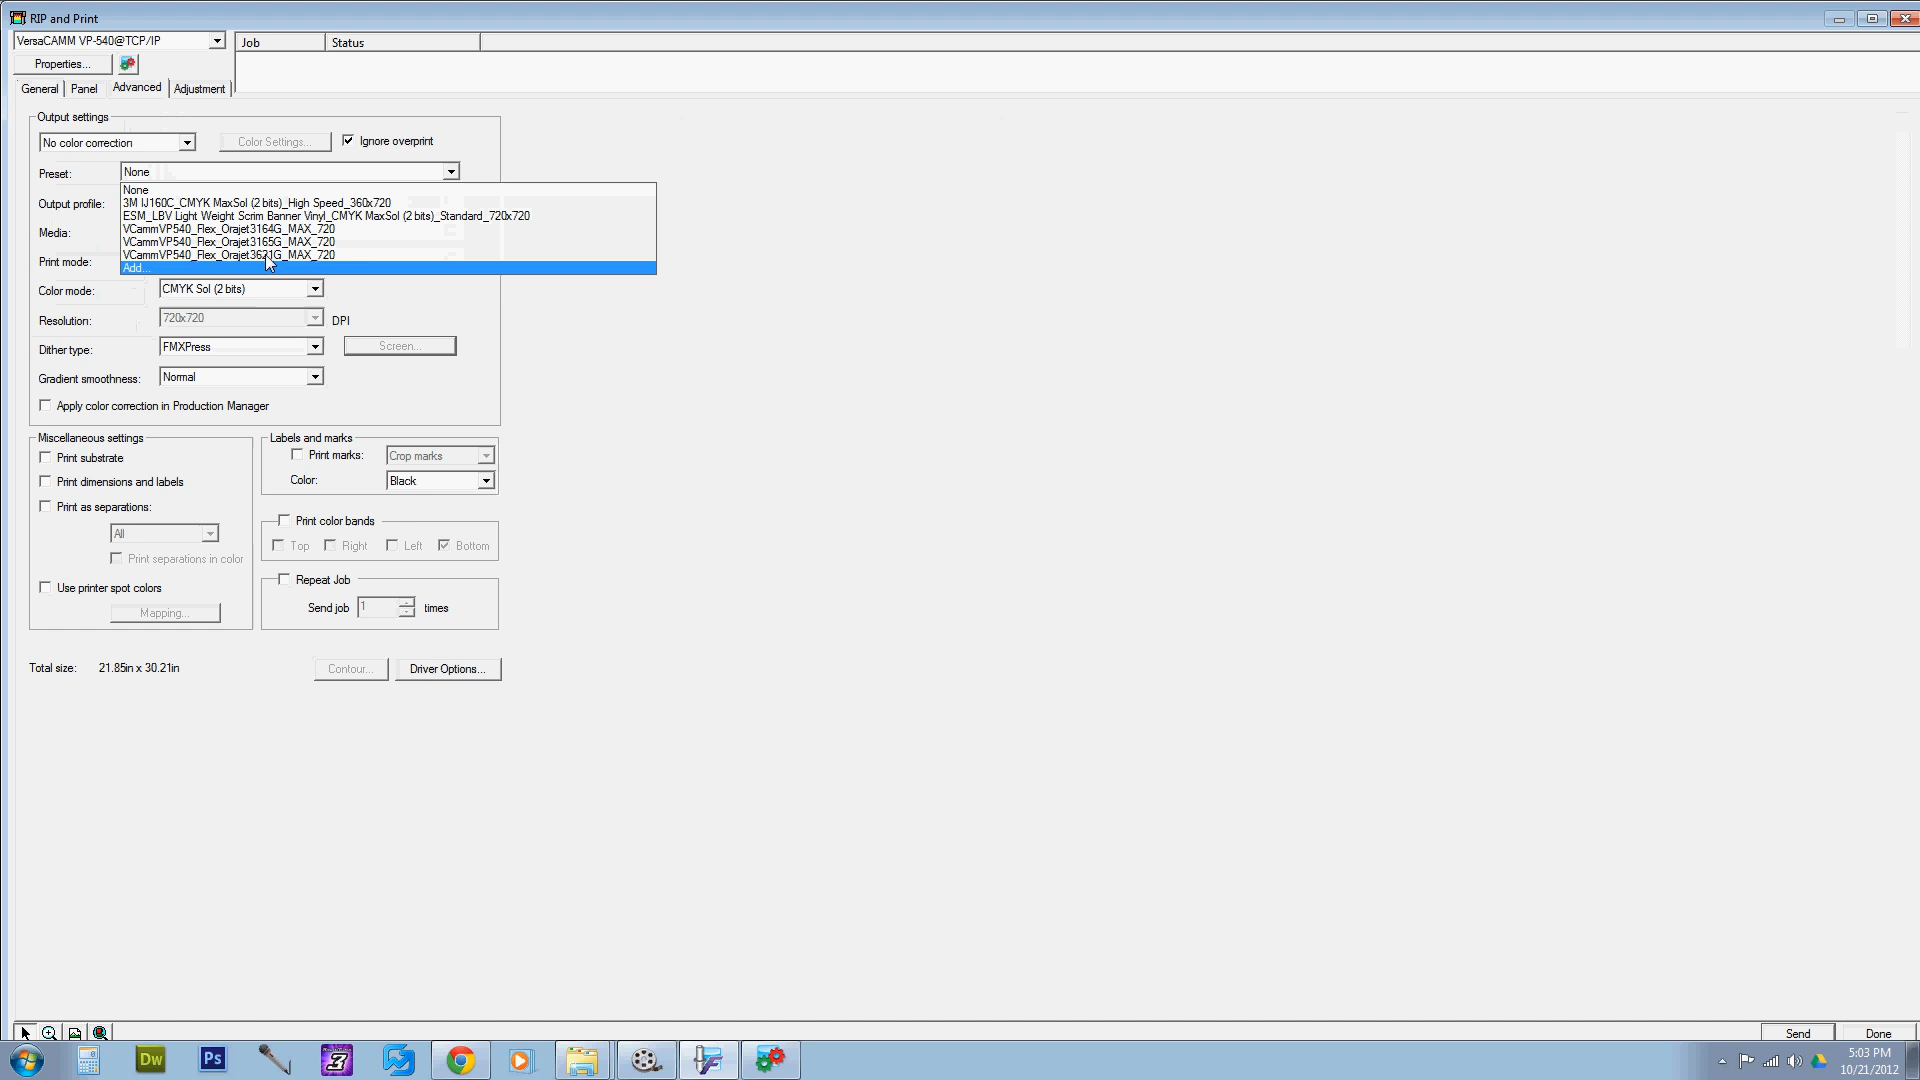 RIP and Print
VersaCAMM VP-540@TCP/IP
Job
Status
Properties...
General
Panel
Advanced
Adjustment
Output settings
No color correction
Color Settings...
Ignore overprint
Preset:
None
None
3M IJ160C_CMYK MaxSol (2 bits)_High Speed_360x720
Output profile:
ESM_LBV Light Weight Scrim Banner Vinyl_CMYK MaxSol (2 bits)_Standard_720x720
VCammVP540_Flex_Orajet3164G_MAX_720
Media:
VCammVP540_Flex_Orajet3165G_MAX_720
VCammVP540_Flex_Orajet3621G_MAX_720
Print mode:
Add...
Color mode:
CMYK Sol (2 bits)
Resolution:
720x720
DPI
Dither type:
FMXPress
Screen...
Gradient smoothness:
Normal
Apply color correction in Production Manager
Miscellaneous settings
Print substrate
Print dimensions and labels
Print as separations:
All
Print separations in color
Use printer spot colors
Mapping...
Labels and marks
Print marks:
Crop marks
Color:
Black
Print color bands
Top
Right
Left
Bottom
Repeat Job
Send job
1
times
Total size:
21.85in x 30.21in
Contour...
Driver Options...
Send
Done
Dw
Ps
3
5:03 PM
10/21/2012